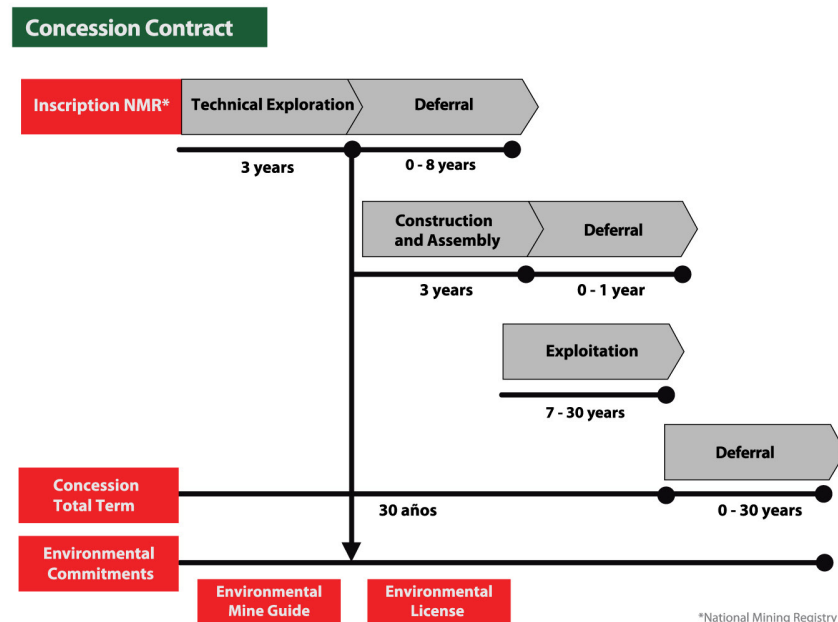 Concession Contract
Inscription NMR*
Technical Exploration
Deferral
3 years
0 - 8 years
Construction
and Assembly
Deferral
3 years
0 - 1 year
Exploitation
7 - 30 years
Deferral
Concession
Total Term
30 años
0 - 30 years
Environmental
Commitments
Environmental
Mine Guide
Environmental
License
*National Mining Registry